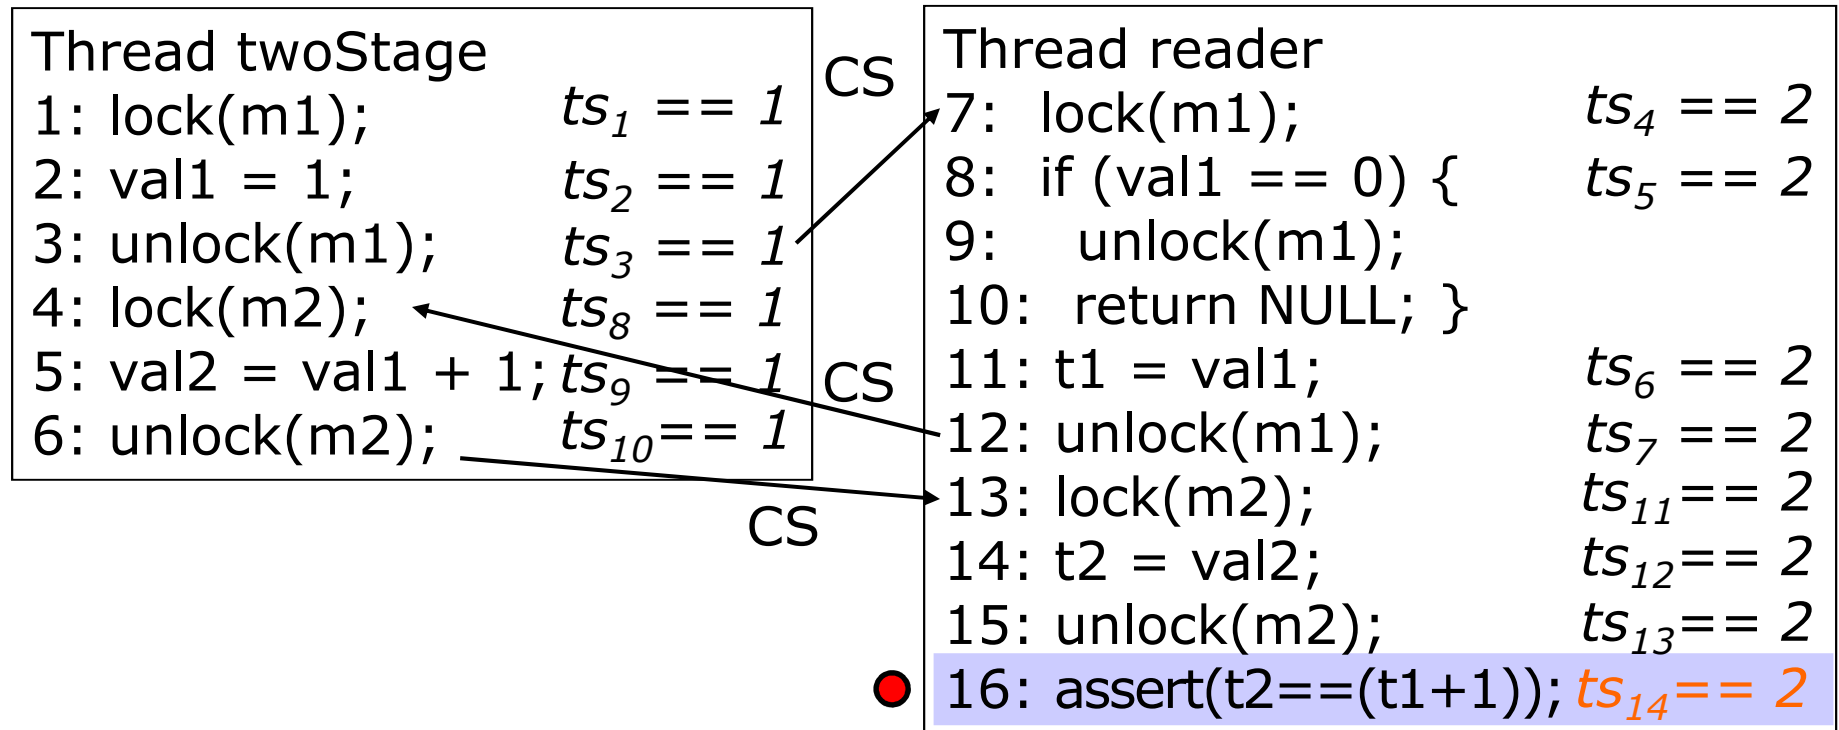 Thread twoStage
1: lock(m1); ts₁ == 1
2: val1 = 1; ts₂ == 1
3: unlock(m1); ts₃ == 1
4: lock(m2); ts₈ == 1
5: val2 = val1 + 1; ts₉ == 1
6: unlock(m2); ts₁₀== 1
CS
CS
CS
Thread reader
7: lock(m1); ts₄ == 2
8: if (val1 == 0) { ts₅ == 2
9: unlock(m1);
10: return NULL; }
11: t1 = val1; ts₆ == 2
12: unlock(m1); ts₇ == 2
13: lock(m2); ts₁₁== 2
14: t2 = val2; ts₁₂== 2
15: unlock(m2); ts₁₃== 2
16: assert(t2==(t1+1)); ts₁₄== 2